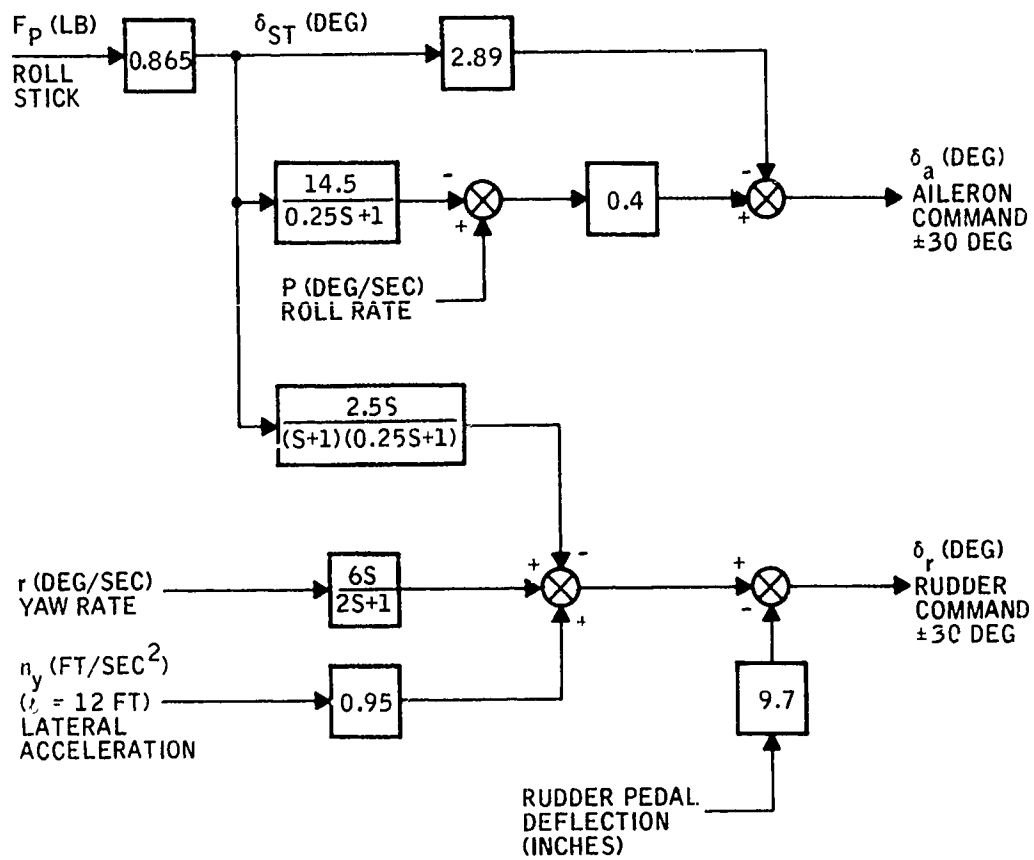 F_P (LB)
ROLL
STICK
0.865
δ_ST (DEG)
2.89
14.5
0.25S+1
-
+
0.4
-
+
δ_a (DEG)
AILERON
COMMAND
±30 DEG
P (DEG/SEC)
ROLL RATE
2.5S
(S+1)(0.25S+1)
r (DEG/SEC)
YAW RATE
6S
2S+1
+
-
+
+
-
δ_r (DEG)
RUDDER
COMMAND
±30 DEG
n_y (FT/SEC²)
( = 12 FT)
LATERAL
ACCELERATION
0.95
9.7
RUDDER PEDAL
DEFLECTION
(INCHES)